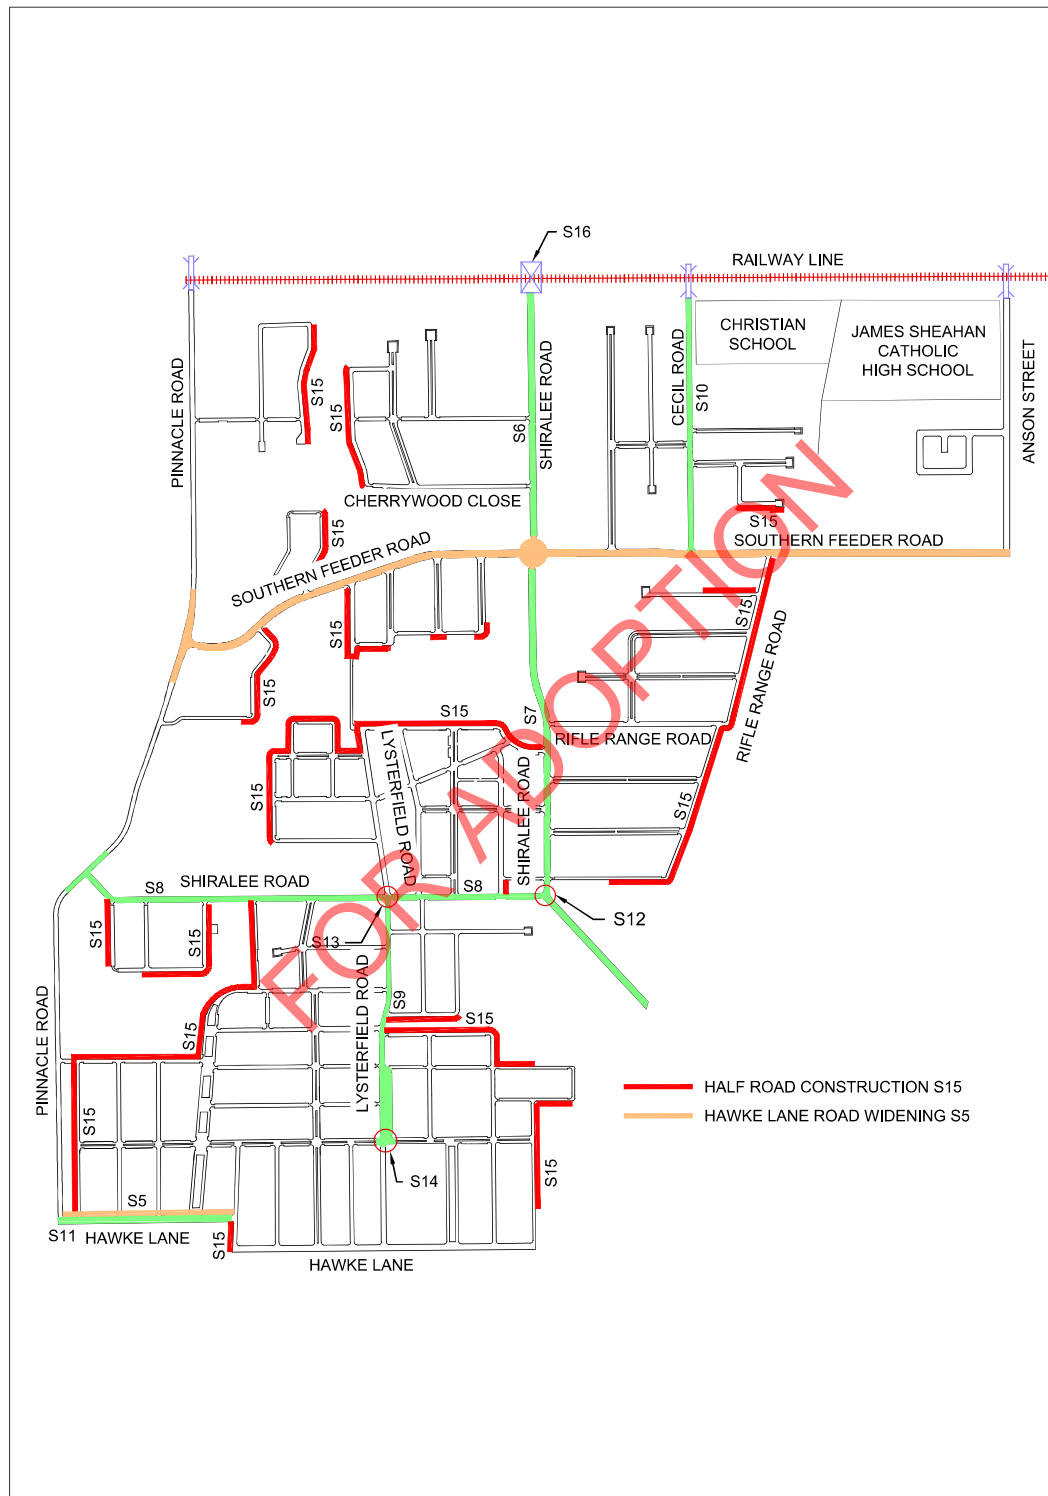 S16
RAILWAY LINE
CHRISTIAN
SCHOOL
JAMES SHEAHAN
CATHOLIC
HIGH SCHOOL
PINNACLE ROAD
S15
S15
S6
SHIRALEE ROAD
CECIL ROAD
S10
ANSON STREET
CHERRYWOOD CLOSE
S15
S15
SOUTHERN FEEDER ROAD
SOUTHERN FEEDER ROAD
S15
S15
RIFLE RANGE ROAD
S15
S15
S7
RIFLE RANGE ROAD
LYSTERFIELD ROAD
SHIRALEE ROAD
S15
S15
FOR ADOPTION
S8
SHIRALEE ROAD
S8
S12
S13
S15
S15
LYSTERFIELD ROAD
S9
S15
S15
PINNACLE ROAD
HALF ROAD CONSTRUCTION S15
HAWKE LANE ROAD WIDENING S5
S15
S15
S14
S5
S11
HAWKE LANE
S15
HAWKE LANE